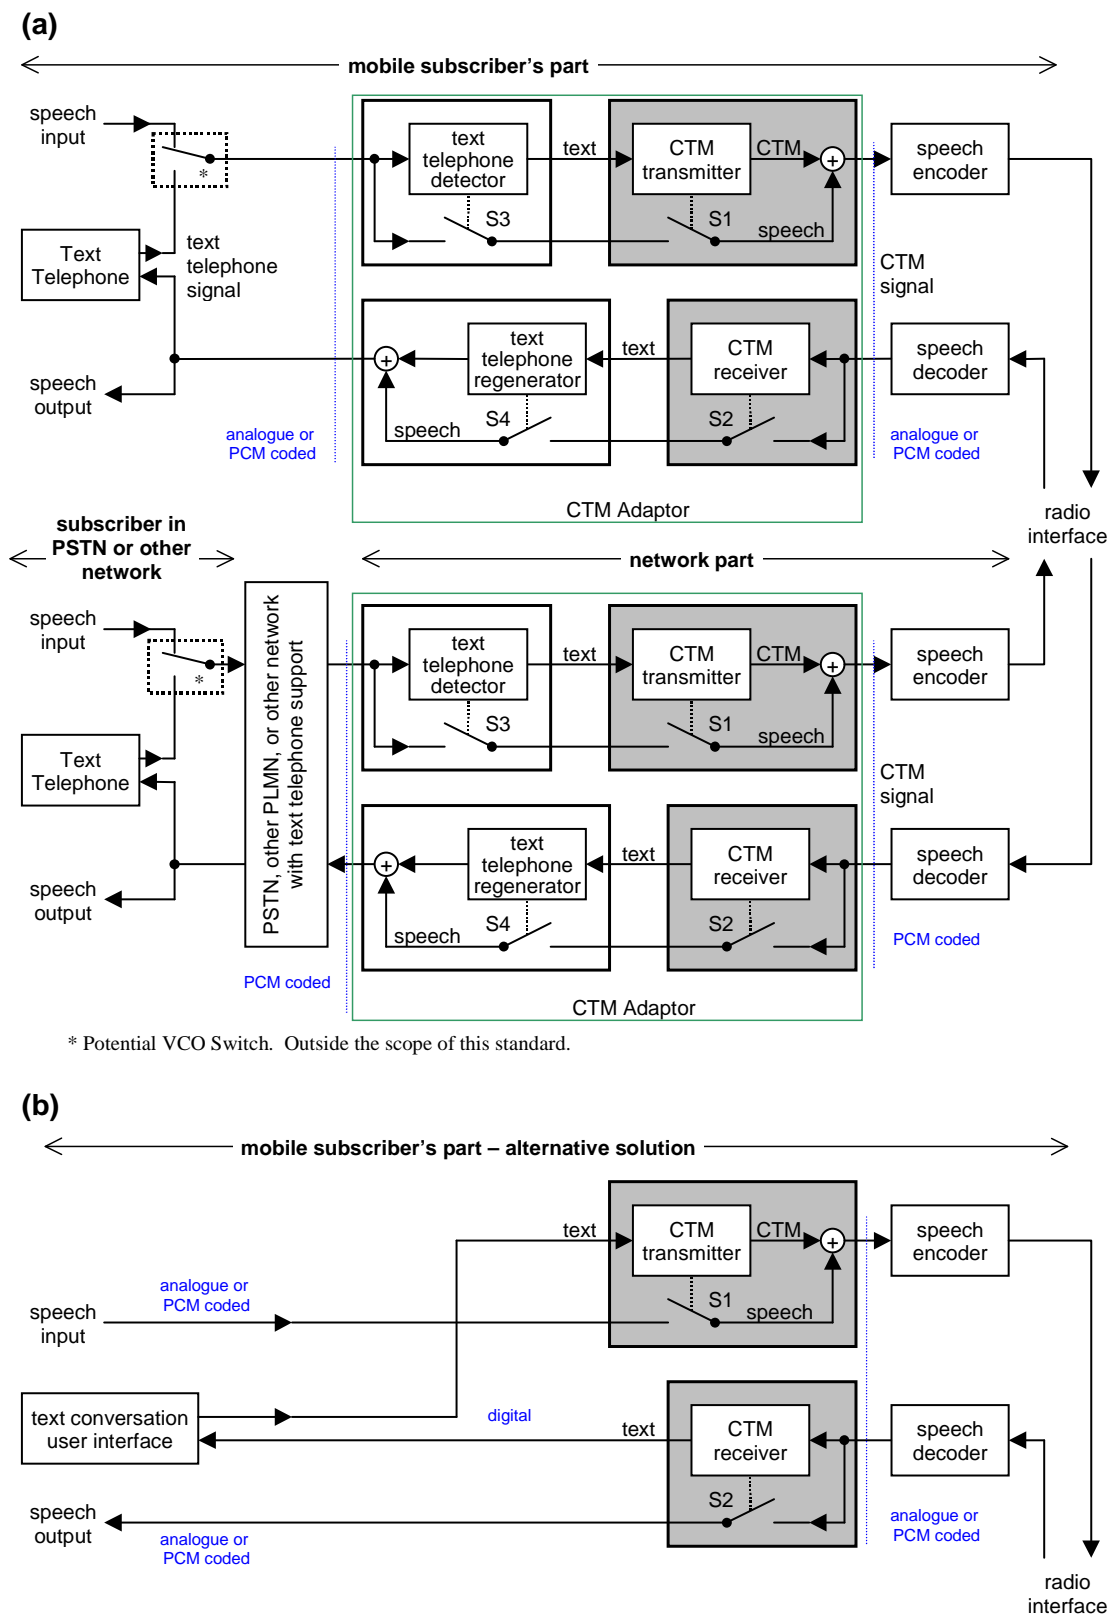 (a)
mobile subscriber's part
speech
input
*
text
telephone
detector
text
CTM
transmitter
CTM
+
speech
encoder
S3
S1
speech
Text
Telephone
text
telephone
signal
CTM
signal
+
text
telephone
regenerator
text
CTM
receiver
speech
decoder
speech
output
speech
S4
S2
analogue or
PCM coded
analogue or
PCM coded
CTM Adaptor
radio
interface
subscriber in
PSTN or other
network
network part
speech
input
*
PSTN, other PLMN, or other network
with text telephone support
text
telephone
detector
text
CTM
transmitter
CTM
+
speech
encoder
S3
S1
speech
Text
Telephone
CTM
signal
+
text
telephone
regenerator
text
CTM
receiver
speech
decoder
speech
output
speech
S4
S2
PCM coded
PCM coded
CTM Adaptor
* Potential VCO Switch. Outside the scope of this standard.
(b)
mobile subscriber's part – alternative solution
text
CTM
transmitter
CTM
+
speech
encoder
analogue or
PCM coded
S1
speech
speech
input
text conversation
user interface
digital
text
CTM
receiver
speech
decoder
S2
speech
output
analogue or
PCM coded
analogue or
PCM coded
radio
interface